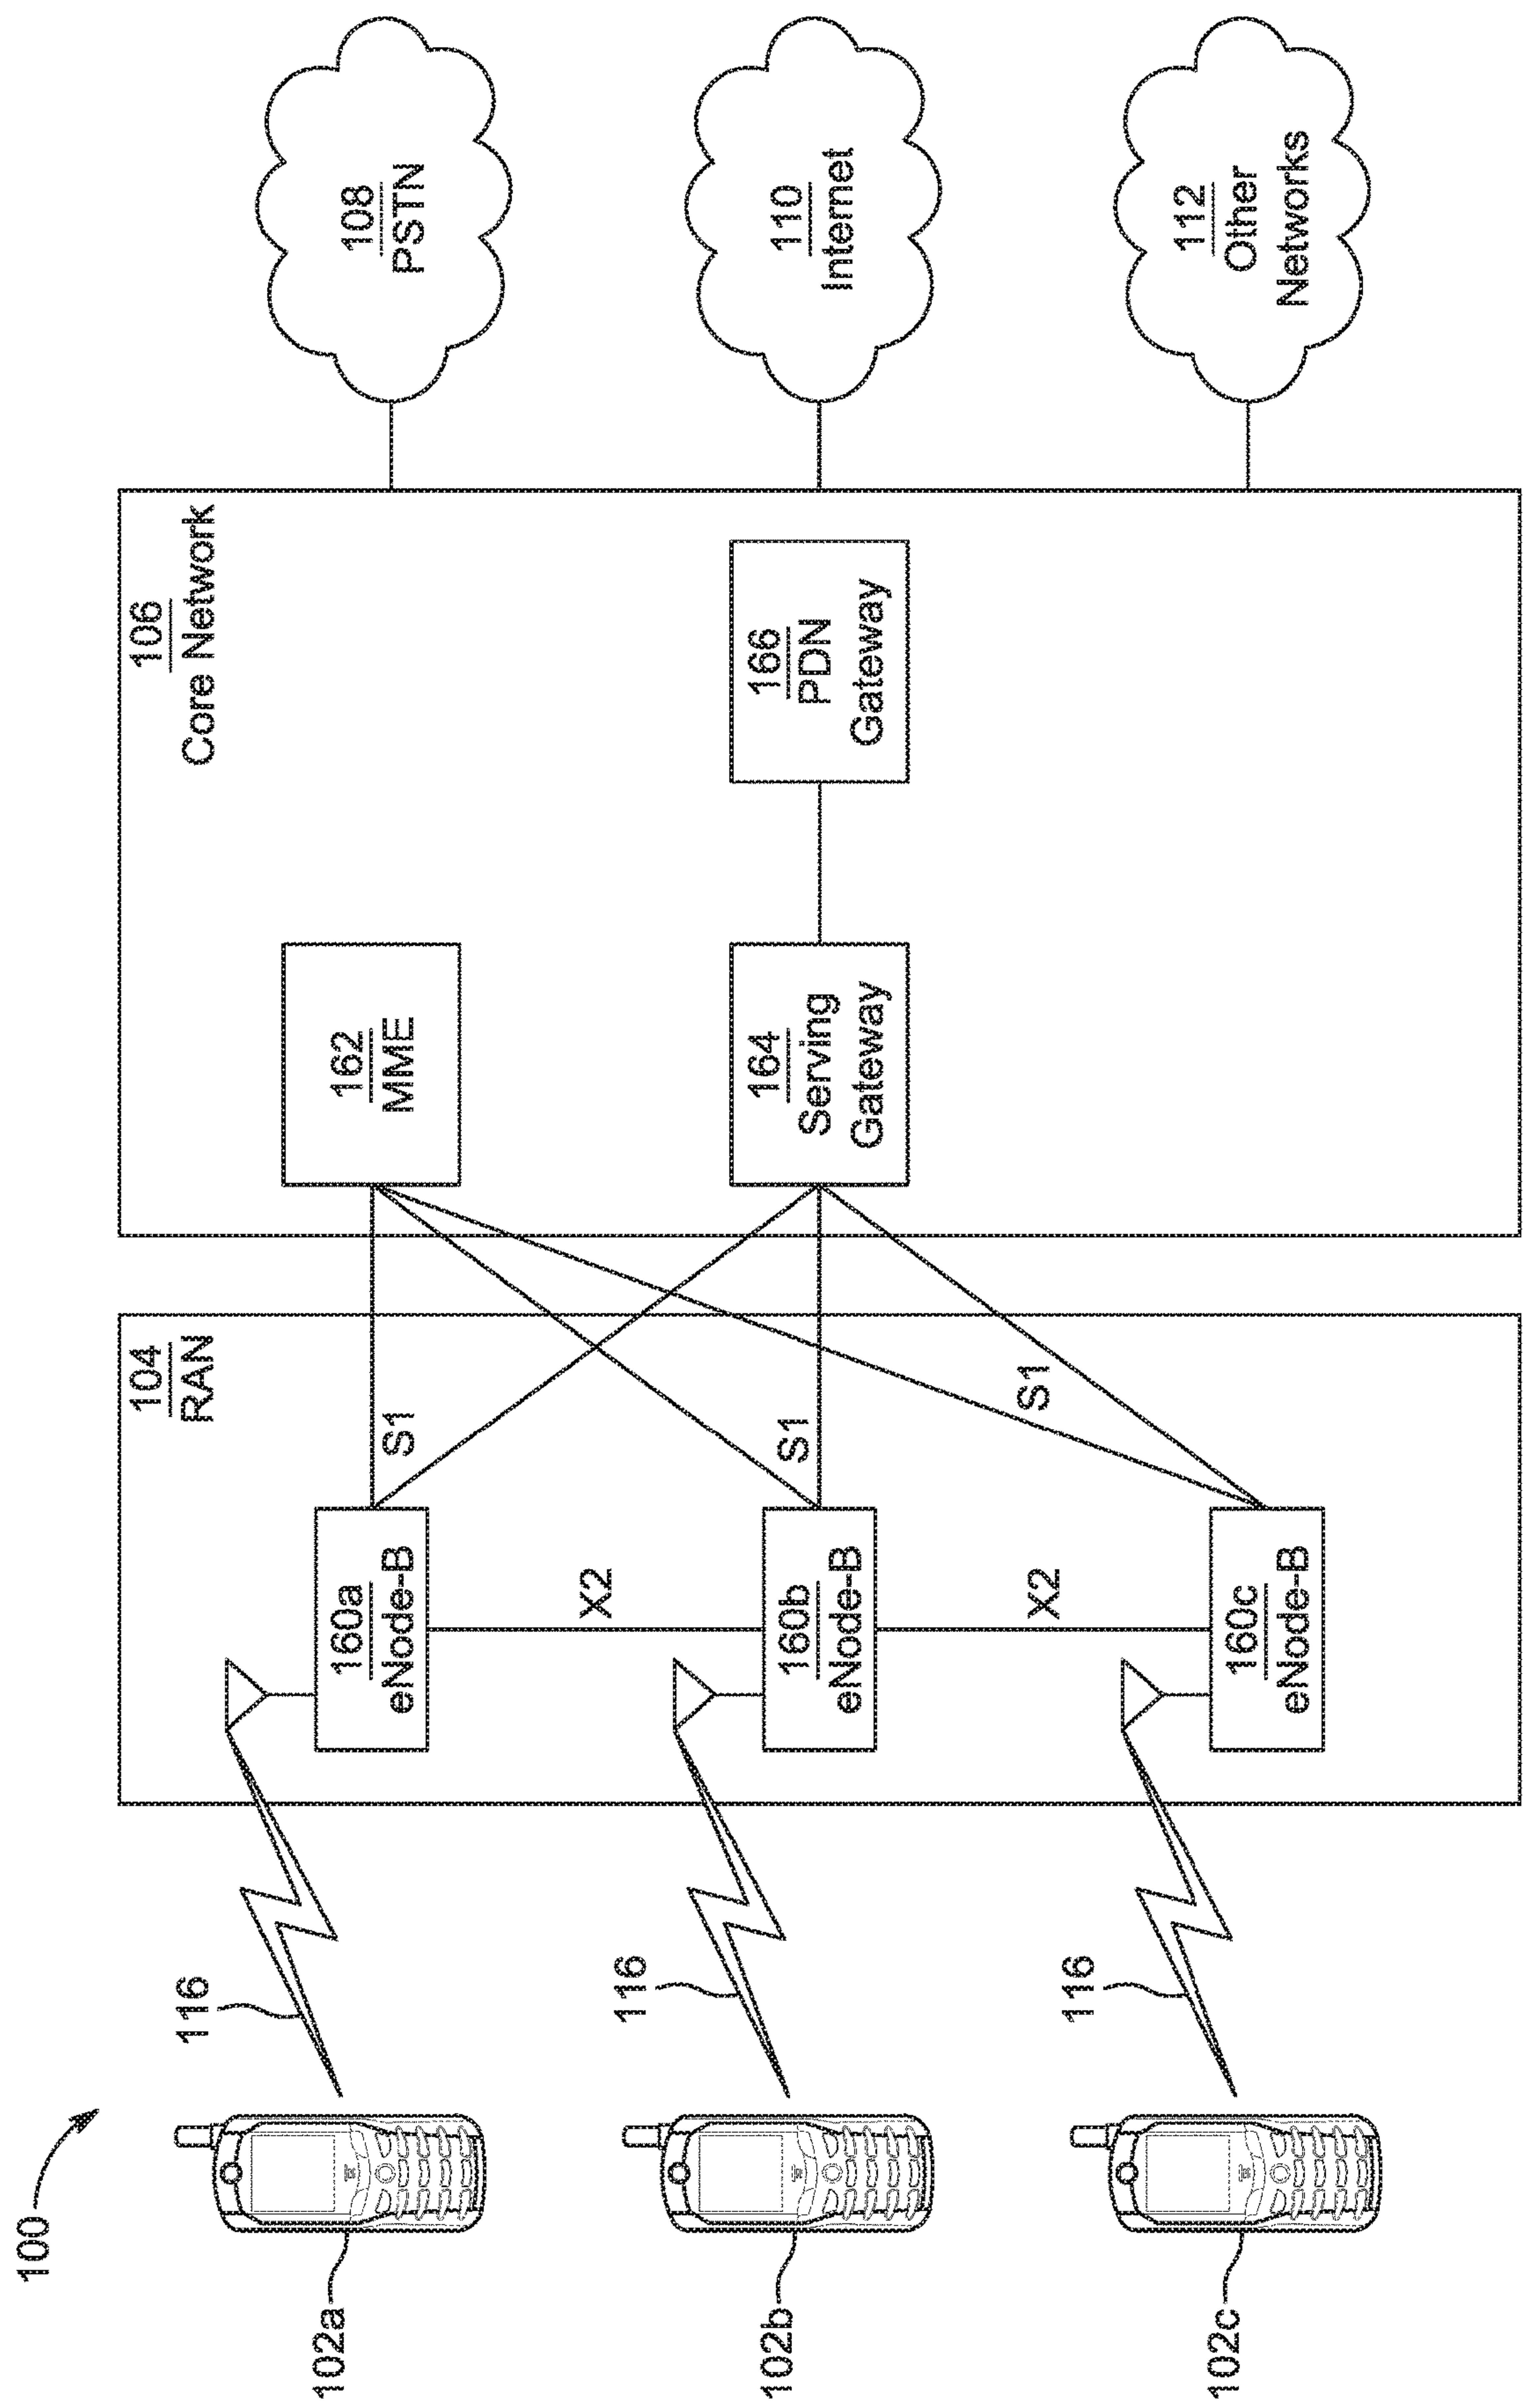 100
102a
102b
102c
116
116
116
104
RAN
160a
eNode-B
160b
eNode-B
160c
eNode-B
X2
X2
S1
S1
S1
106
Core Network
162
MME
164
Serving
Gateway
166
PDN
Gateway
108
PSTN
110
Internet
112
Other
Networks